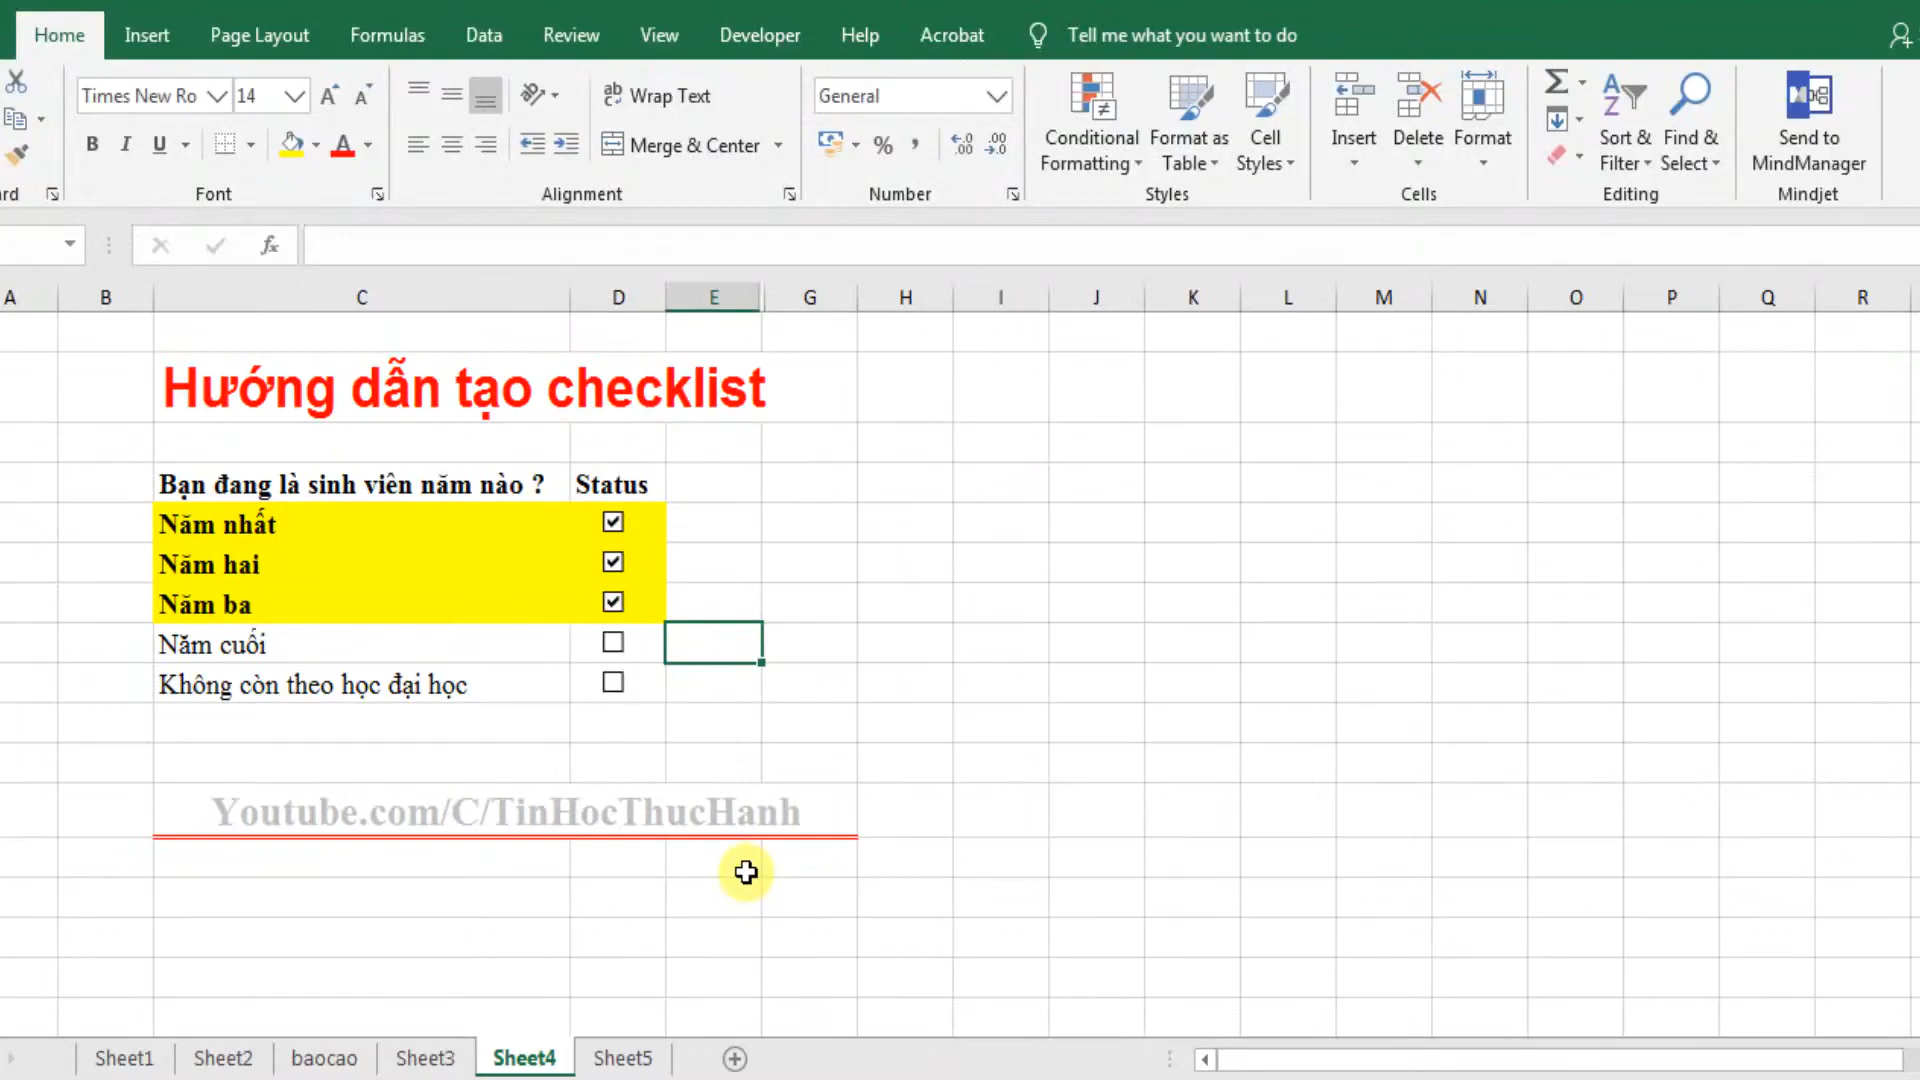 Home Insert Page Layout Formulas Data Review View Developer Help Acrobat Tell me what you want to do
Times New Ro 14 Wrap Text General
B I U A Merge & Center % , .00
Conditional Formatting Format as Table Cell Styles Insert Delete Format Sort & Filter Find & Select Send to MindManager
rd Font Alignment Number Styles Cells Editing Mindjet
fx
A B C D E G H I J K L M N O P Q R
Hướng dẫn tạo checklist
Bạn đang là sinh viên năm nào ? Status
Năm nhất
Năm hai
Năm ba
Năm cuối
Không còn theo học đại học
Youtube.com/C/TinHocThucHanh
Sheet1 Sheet2 baocao Sheet3 Sheet4 Sheet5